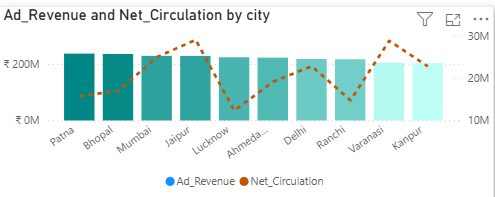 Ad_Revenue and Net_Circulation by city
30M
₹200M
20M
₹0M
10M
Patna
Bhopal
Mumbai
Jaipur
Lucknow
Ahmeda...
Delhi
Ranchi
Varanasi
Kanpur
Ad_Revenue
Net_Circulation